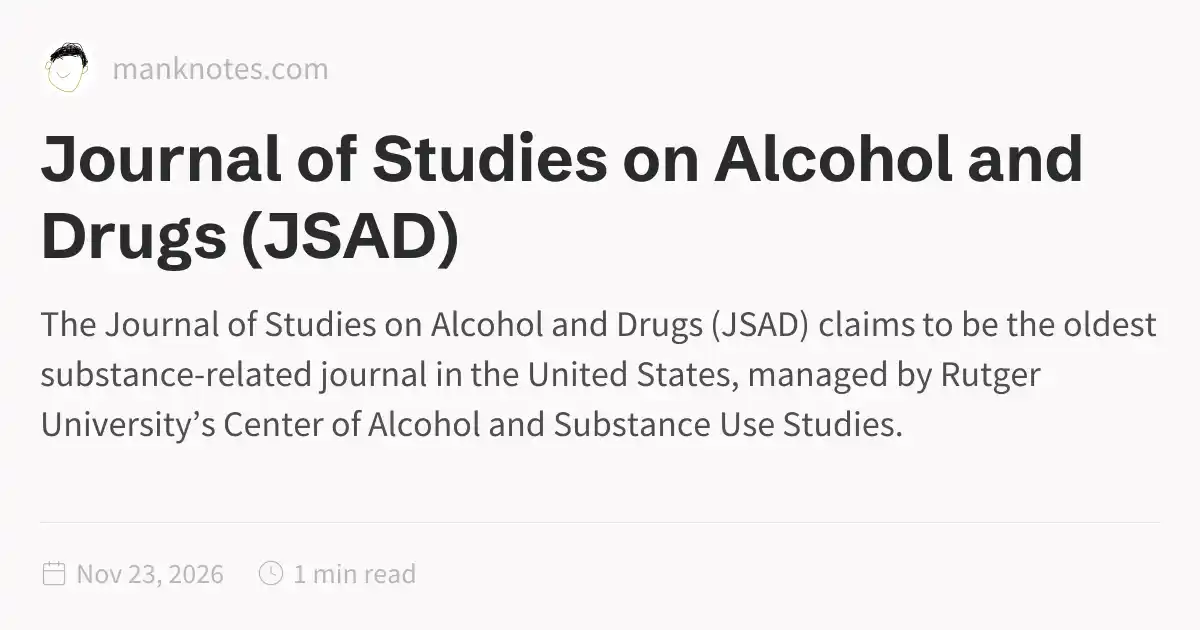 manknotes.com
Journal of Studies on Alcohol and
Drugs (JSAD)
The Journal of Studies on Alcohol and Drugs (JSAD) claims to be the oldest
substance-related journal in the United States, managed by Rutger
University’s Center of Alcohol and Substance Use Studies.
Nov 23, 2026
1 min read